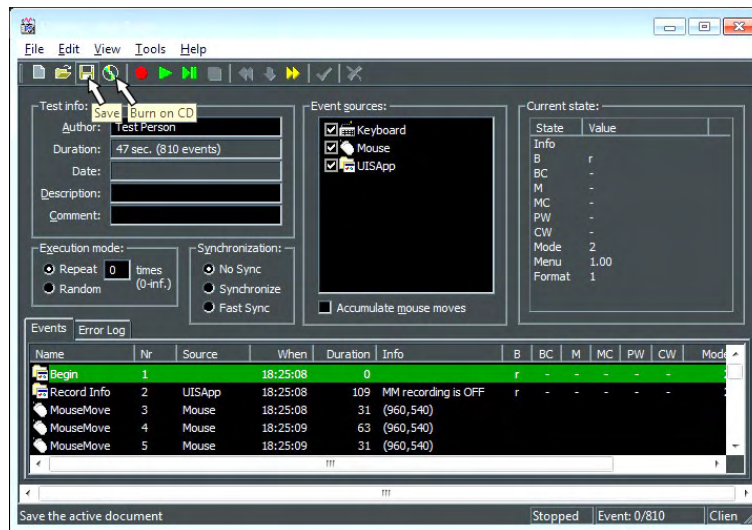 File Edit View Tools Help
Save Burn on CD
Test info:
Author: Test Person
Duration: 47 sec. (810 events)
Date:
Description:
Comment:
Event sources:
Keyboard
Mouse
UISApp
Current state:
State Value
Info
B r
BC -
M -
MC -
PW -
CW -
Mode 2
Menu 1.00
Format 1
Execution mode:
Repeat 0 times
(0-inf.)
Random
Synchronization:
No Sync
Synchronize
Fast Sync
Accumulate mouse moves
Events Error Log
Name Nr Source When Duration Info B BC M MC PW CW Mode
Begin 1 18:25:08 0 r - - - - -
Record Info 2 UISApp 18:25:08 109 MM recording is OFF r - - - - -
MouseMove 3 Mouse 18:25:08 31 (960,540)
MouseMove 4 Mouse 18:25:09 63 (960,540)
MouseMove 5 Mouse 18:25:09 31 (960,540)
Save the active document Stopped Event: 0/810 Clien